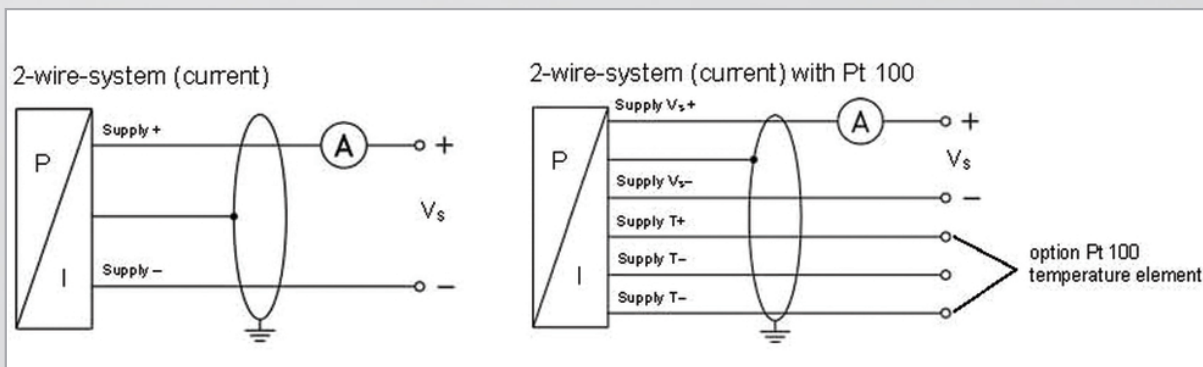 2-wire-system (current)
P
I
Supply +
Supply –
A
+
Vs
–
2-wire-system (current) with Pt 100
P
I
Supply Vs+
Supply Vs–
Supply T+
Supply T–
Supply T–
A
+
Vs
–
option Pt 100
temperature element